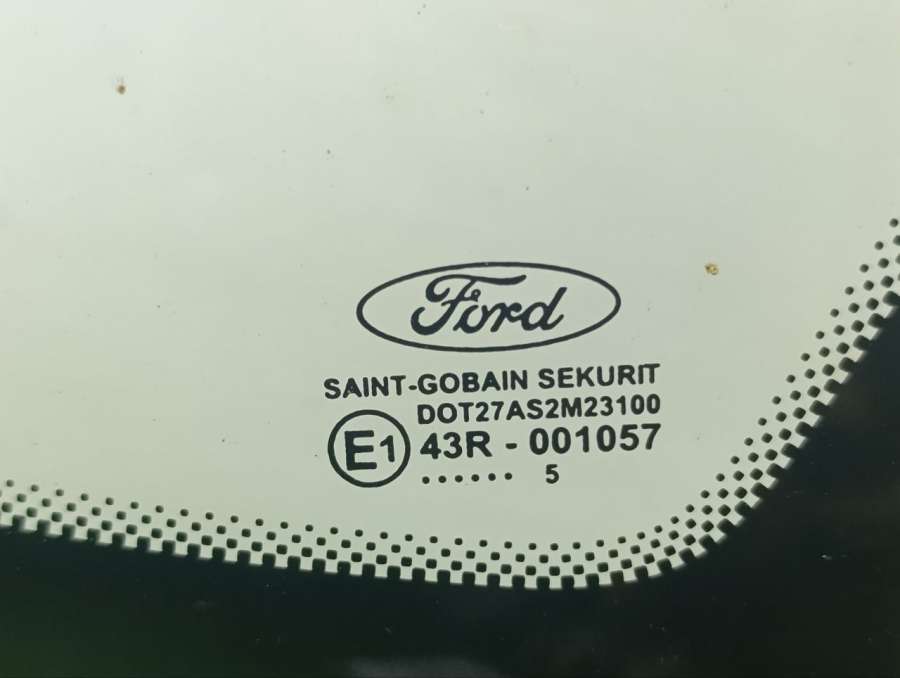 Ford
SAINT-GOBAIN SEKURIT
DOT27AS2M23100
E1 43R - 001057
...... 5